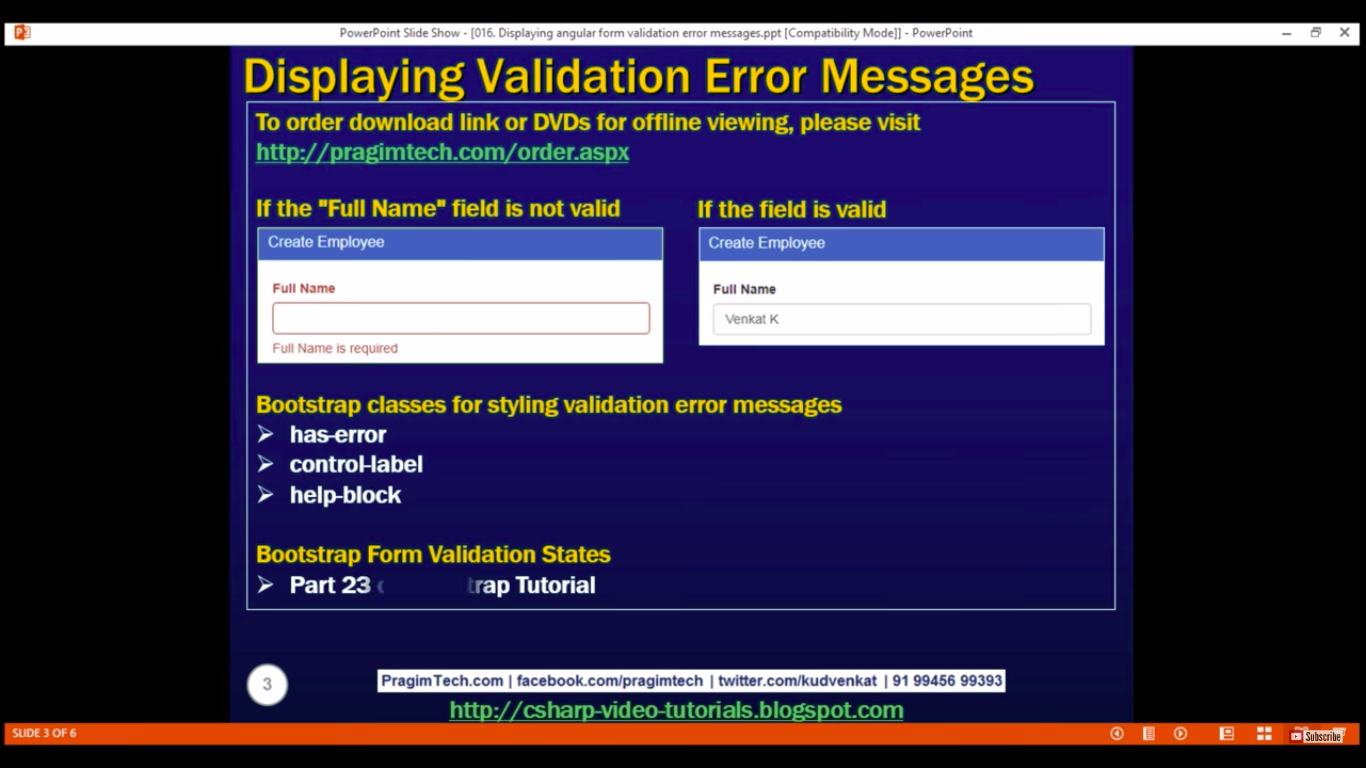 PowerPoint Slide Show - [016. Displaying angular form validation error messages.ppt [Compatibility Mode]] - PowerPoint
Displaying Validation Error Messages
To order download link or DVDs for offline viewing, please visit
http://pragimtech.com/order.aspx
If the "Full Name" field is not valid
Create Employee
Full Name
Full Name is required
If the field is valid
Create Employee
Full Name
Venkat K
Bootstrap classes for styling validation error messages
➢ has-error
➢ control-label
➢ help-block
Bootstrap Form Validation States
➢ Part 23 Tutorial
3
PragimTech.com | facebook.com/pragimtech | twitter.com/kudvenkat | 91 99456 99393
http://csharp-video-tutorials.blogspot.com
SLIDE 3 OF 6
Subscribe